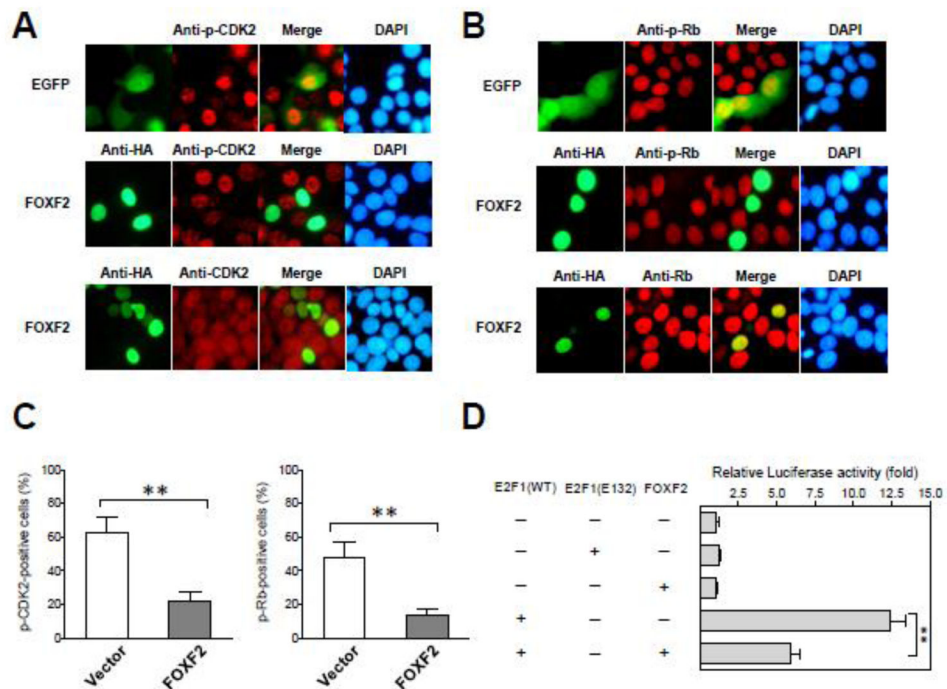 A
Anti-p-CDK2 Merge DAPI
EGFP
Anti-HA Anti-p-CDK2 Merge DAPI
FOXF2
Anti-HA Anti-CDK2 Merge DAPI
FOXF2
B
Anti-p-Rb Merge DAPI
EGFP
Anti-HA Anti-p-Rb Merge DAPI
FOXF2
Anti-HA Anti-Rb Merge DAPI
FOXF2
C
p-CDK2-positive cells (%)
100
80
60
40
20
0
**
Vector FOXF2
p-Rb-positive cells (%)
100
80
60
40
20
0
**
Vector FOXF2
D
Relative Luciferase activity (fold)
E2F1(WT) E2F1(E132) FOXF2 2.5 5.0 7.5 10.0 12.5 15.0
– – –
– + –
– – +
+ – –
+ – +
**